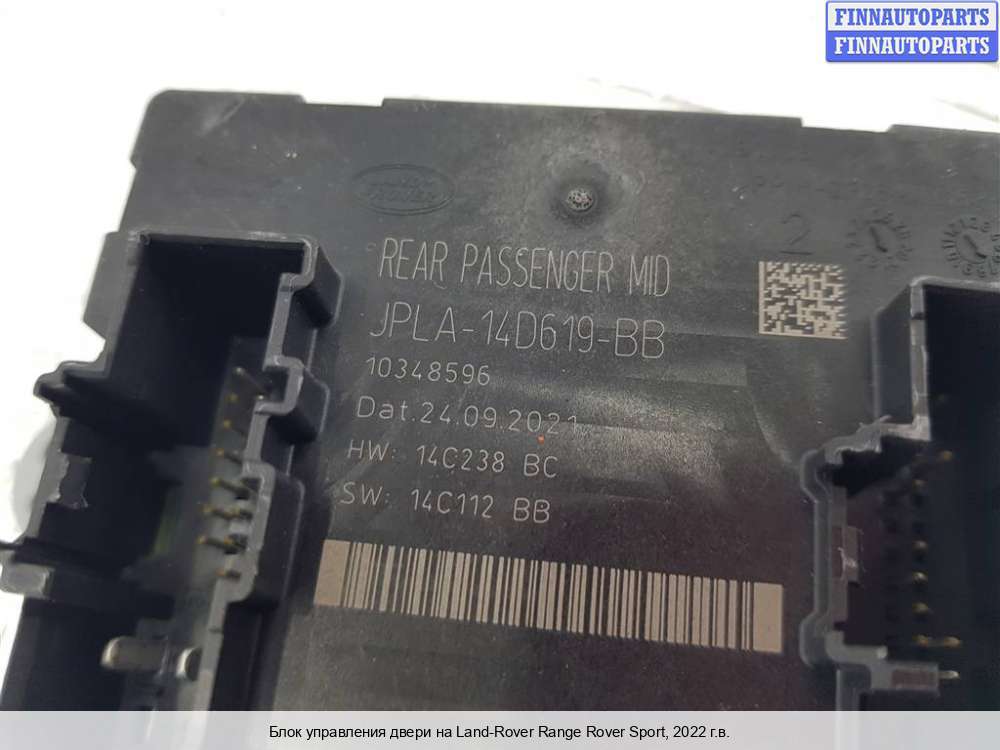 FINNAUTOPARTS
FINNAUTOPARTS
2
REAR PASSENGER MID
JPLA-14D619-BB
10348596
Dat.24.09.2021
HW: 14C238 BC
SW: 14C112 BB
Блок управления двери на Land-Rover Range Rover Sport, 2022 г.в.